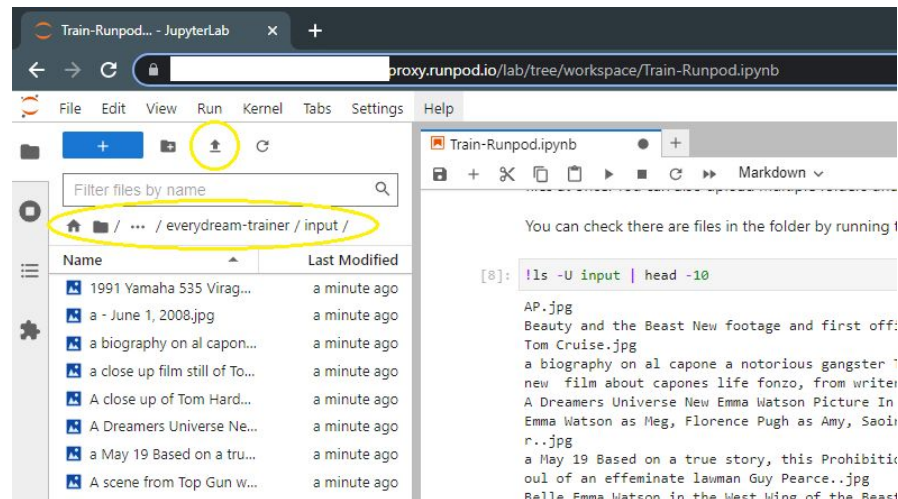 Train-Runpod... - JupyterLab
proxy.runpod.io/lab/tree/workspace/Train-Runpod.ipynb
File Edit View Run Kernel Tabs Settings Help
Filter files by name
/ ... / everydream-trainer / input /
Name Last Modified
1991 Yamaha 535 Virag... a minute ago
a - June 1, 2008.jpg a minute ago
a biography on al capon... a minute ago
a close up film still of To... a minute ago
A close up of Tom Hard... a minute ago
A Dreamers Universe Ne... a minute ago
a May 19 Based on a tru... a minute ago
A scene from Top Gun w... a minute ago
Train-Runpod.ipynb
Markdown
You can check there are files in the folder by running
[8]: !ls -U input | head -10
AP.jpg
Beauty and the Beast New footage and first offi
Tom Cruise.jpg
a biography on al capone a notorious gangster
new film about capones life fonzo, from writer
A Dreamers Universe New Emma Watson Picture In
Emma Watson as Meg, Florence Pugh as Amy, Saoir
r..jpg
a May 19 Based on a true story, this Prohibitio
oul of an effeminate lawman Guy Pearce..jpg
Belle Emma Watson in the West Wing of the Beast